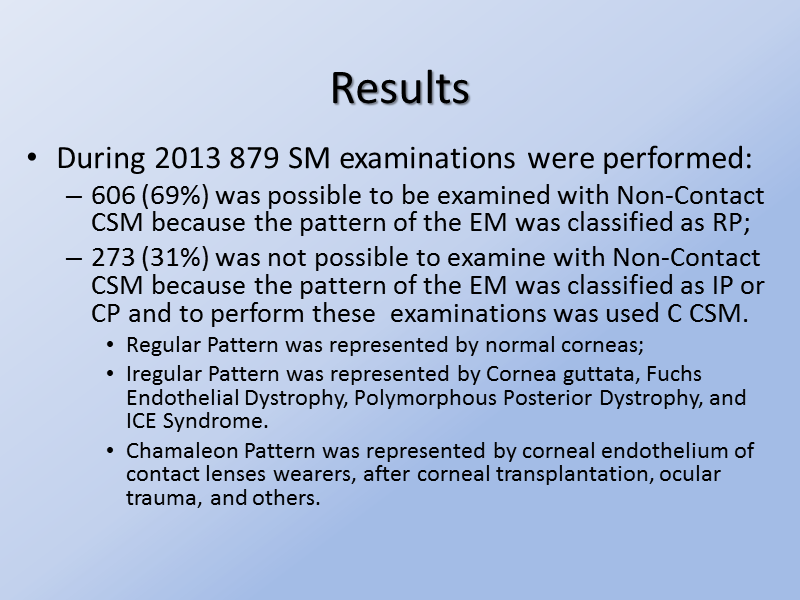 Results
• During 2013 879 SM examinations were performed:
– 606 (69%) was possible to be examined with Non-Contact
CSM because the pattern of the EM was classified as RP;
– 273 (31%) was not possible to examine with Non-Contact
CSM because the pattern of the EM was classified as IP or
CP and to perform these examinations was used C CSM.
• Regular Pattern was represented by normal corneas;
• Iregular Pattern was represented by Cornea guttata, Fuchs
Endothelial Dystrophy, Polymorphous Posterior Dystrophy, and
ICE Syndrome.
• Chamaleon Pattern was represented by corneal endothelium of
contact lenses wearers, after corneal transplantation, ocular
trauma, and others.